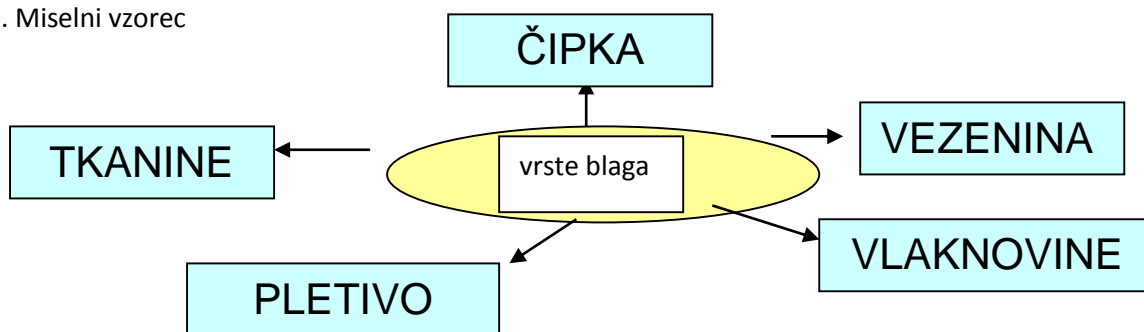 . Miselni vzorec
ČIPKA
TKANINE
vrste blaga
VEZENINA
VLAKNOVINE
PLETIVO